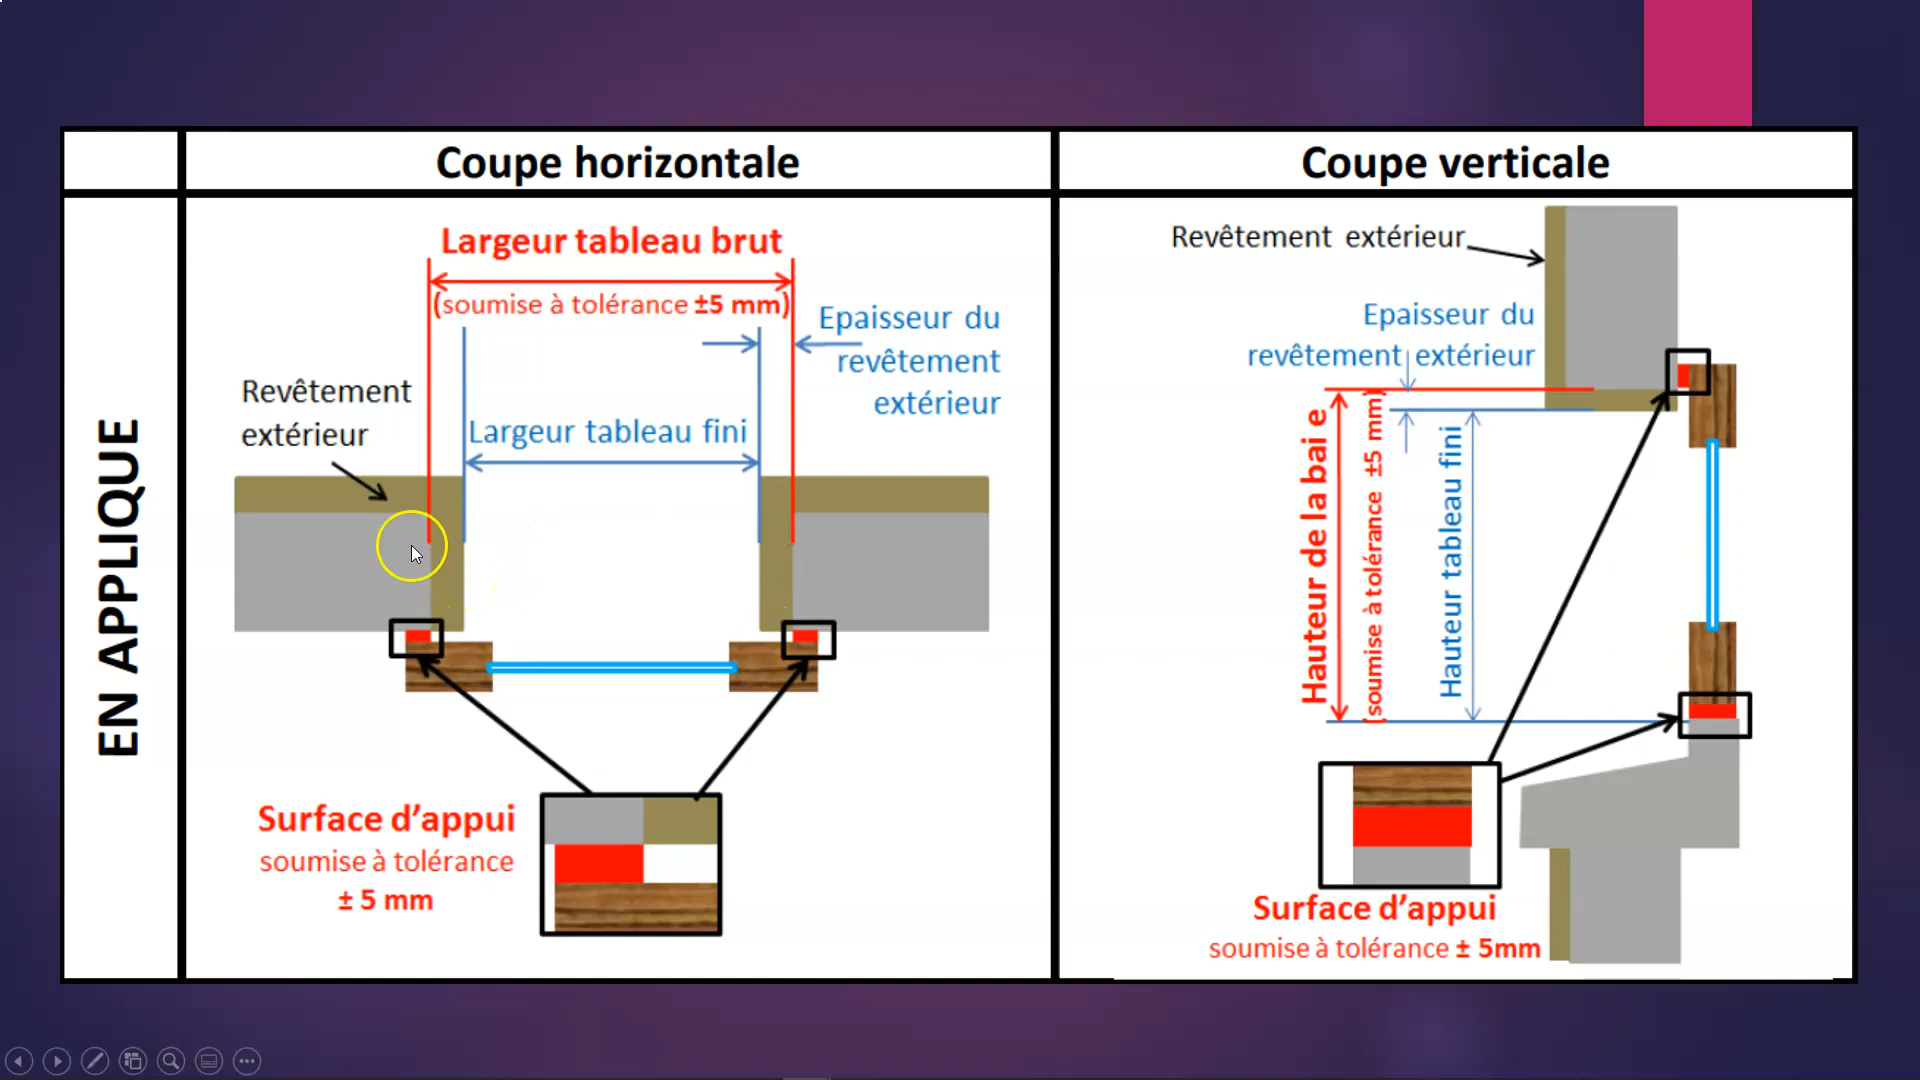 Coupe horizontale
Coupe verticale
EN APPLIQUE
Largeur tableau brut
(soumise à tolérance ±5 mm)
Epaisseur du
revêtement
extérieur
Revêtement
extérieur
Largeur tableau fini
Surface d’appui
soumise à tolérance
± 5 mm
Revêtement extérieur
Epaisseur du
revêtement extérieur
Hauteur de la bai e
(soumise à tolérance ±5 mm)
Hauteur tableau fini
Surface d’appui
soumise à tolérance ± 5mm